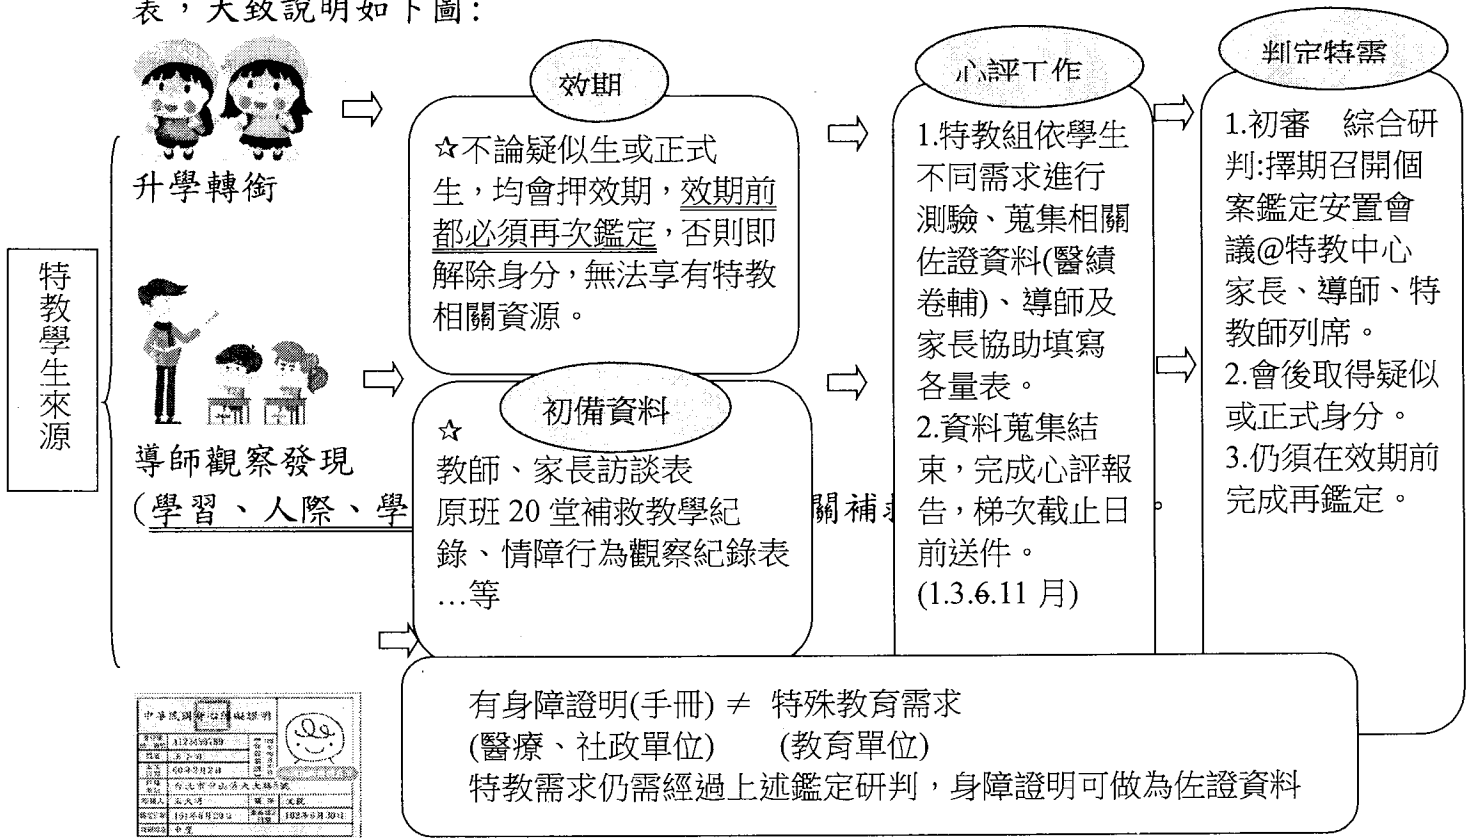 表，大致說明如下圖:
特教學生來源
升學轉銜
導師觀察發現
(學習、人際、學
關補
。
效期
☆不論疑似生或正式
生，均會押效期，效期前
都必須再次鑑定，否則即
解除身分，無法享有特教
相關資源。
初備資料
☆
教師、家長訪談表
原班 20 堂補救教學紀
錄、情障行為觀察紀錄表
…等
心評工作
1.特教組依學生
不同需求進行
測驗、蒐集相關
佐證資料(醫績
卷輔)、導師及
家長協助填寫
各量表。
2.資料蒐集結
束，完成心評報
告，梯次截止日
前送件。
(1.3.6.11 月)
判定特需
1.初審 綜合研
判:擇期召開個
案鑑定安置會
議@特教中心
家長、導師、特
教師列席。
2.會後取得疑似
或正式身分。
3.仍須在效期前
完成再鑑定。
中華民國身心障礙證明
A123456789
有身障證明(手冊) ≠ 特殊教育需求
(醫療、社政單位) (教育單位)
特教需求仍需經過上述鑑定研判，身障證明可做為佐證資料